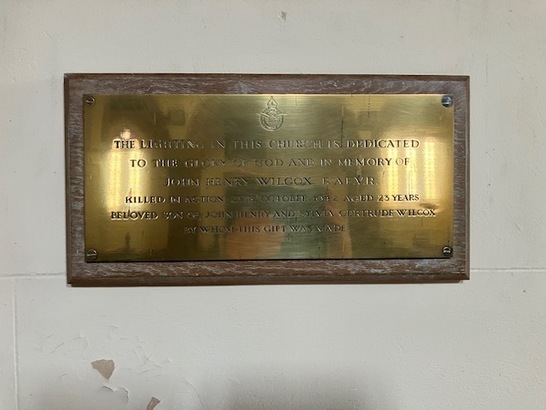 THE LIGHTING IN THIS CHURCH IS DEDICATED
TO THE GLORY OF GOD AND IN MEMORY OF
JOHN HENRY WILCOX R.A.F.V.R.
KILLED IN ACTION OCTOBER AGED 23 YEARS
BELOVED SON OF JOHN HENRY AND GERTRUDE WILCOX
BY WHOM THIS GIFT WAS MADE